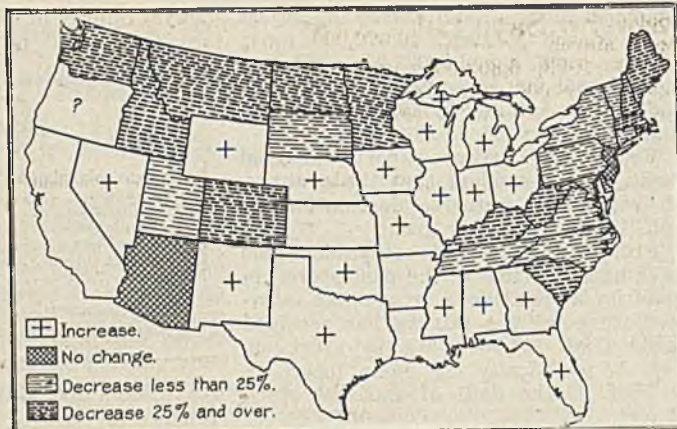 ?
Increase.
No change.
Decrease less than 25%.
Decrease 25% and over.